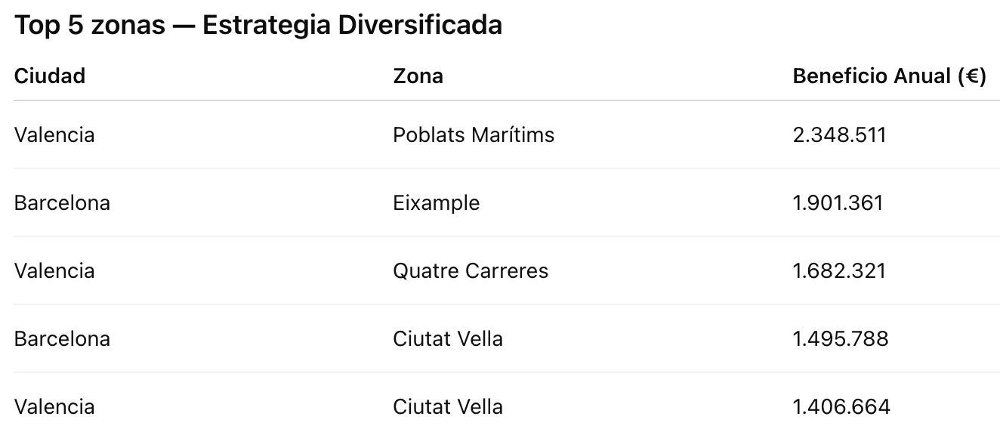 Top 5 zonas — Estrategia Diversificada
Ciudad Zona Beneficio Anual (€)
Valencia Poblats Marítims 2.348.511
Barcelona Eixample 1.901.361
Valencia Quatre Carreres 1.682.321
Barcelona Ciutat Vella 1.495.788
Valencia Ciutat Vella 1.406.664